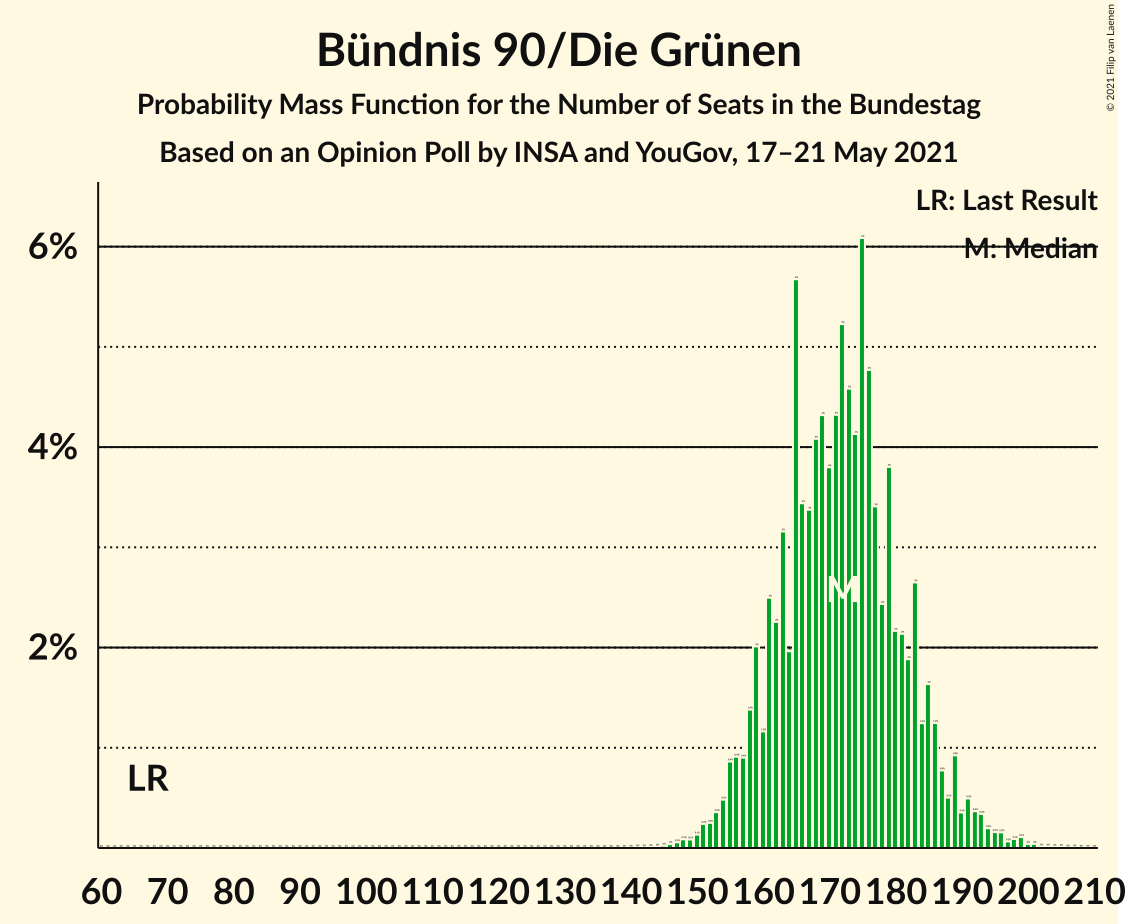 Bündnis 90/Die Grünen
Probability Mass Function for the Number of Seats in the Bundestag
Based on an Opinion Poll by INSA and YouGov, 17–21 May 2021
© 2021 Filip van Laenen
LR: Last Result
M: Median
6%
4%
2%
LR
M
60 70 80 90 100 110 120 130 140 150 160 170 180 190 200 210